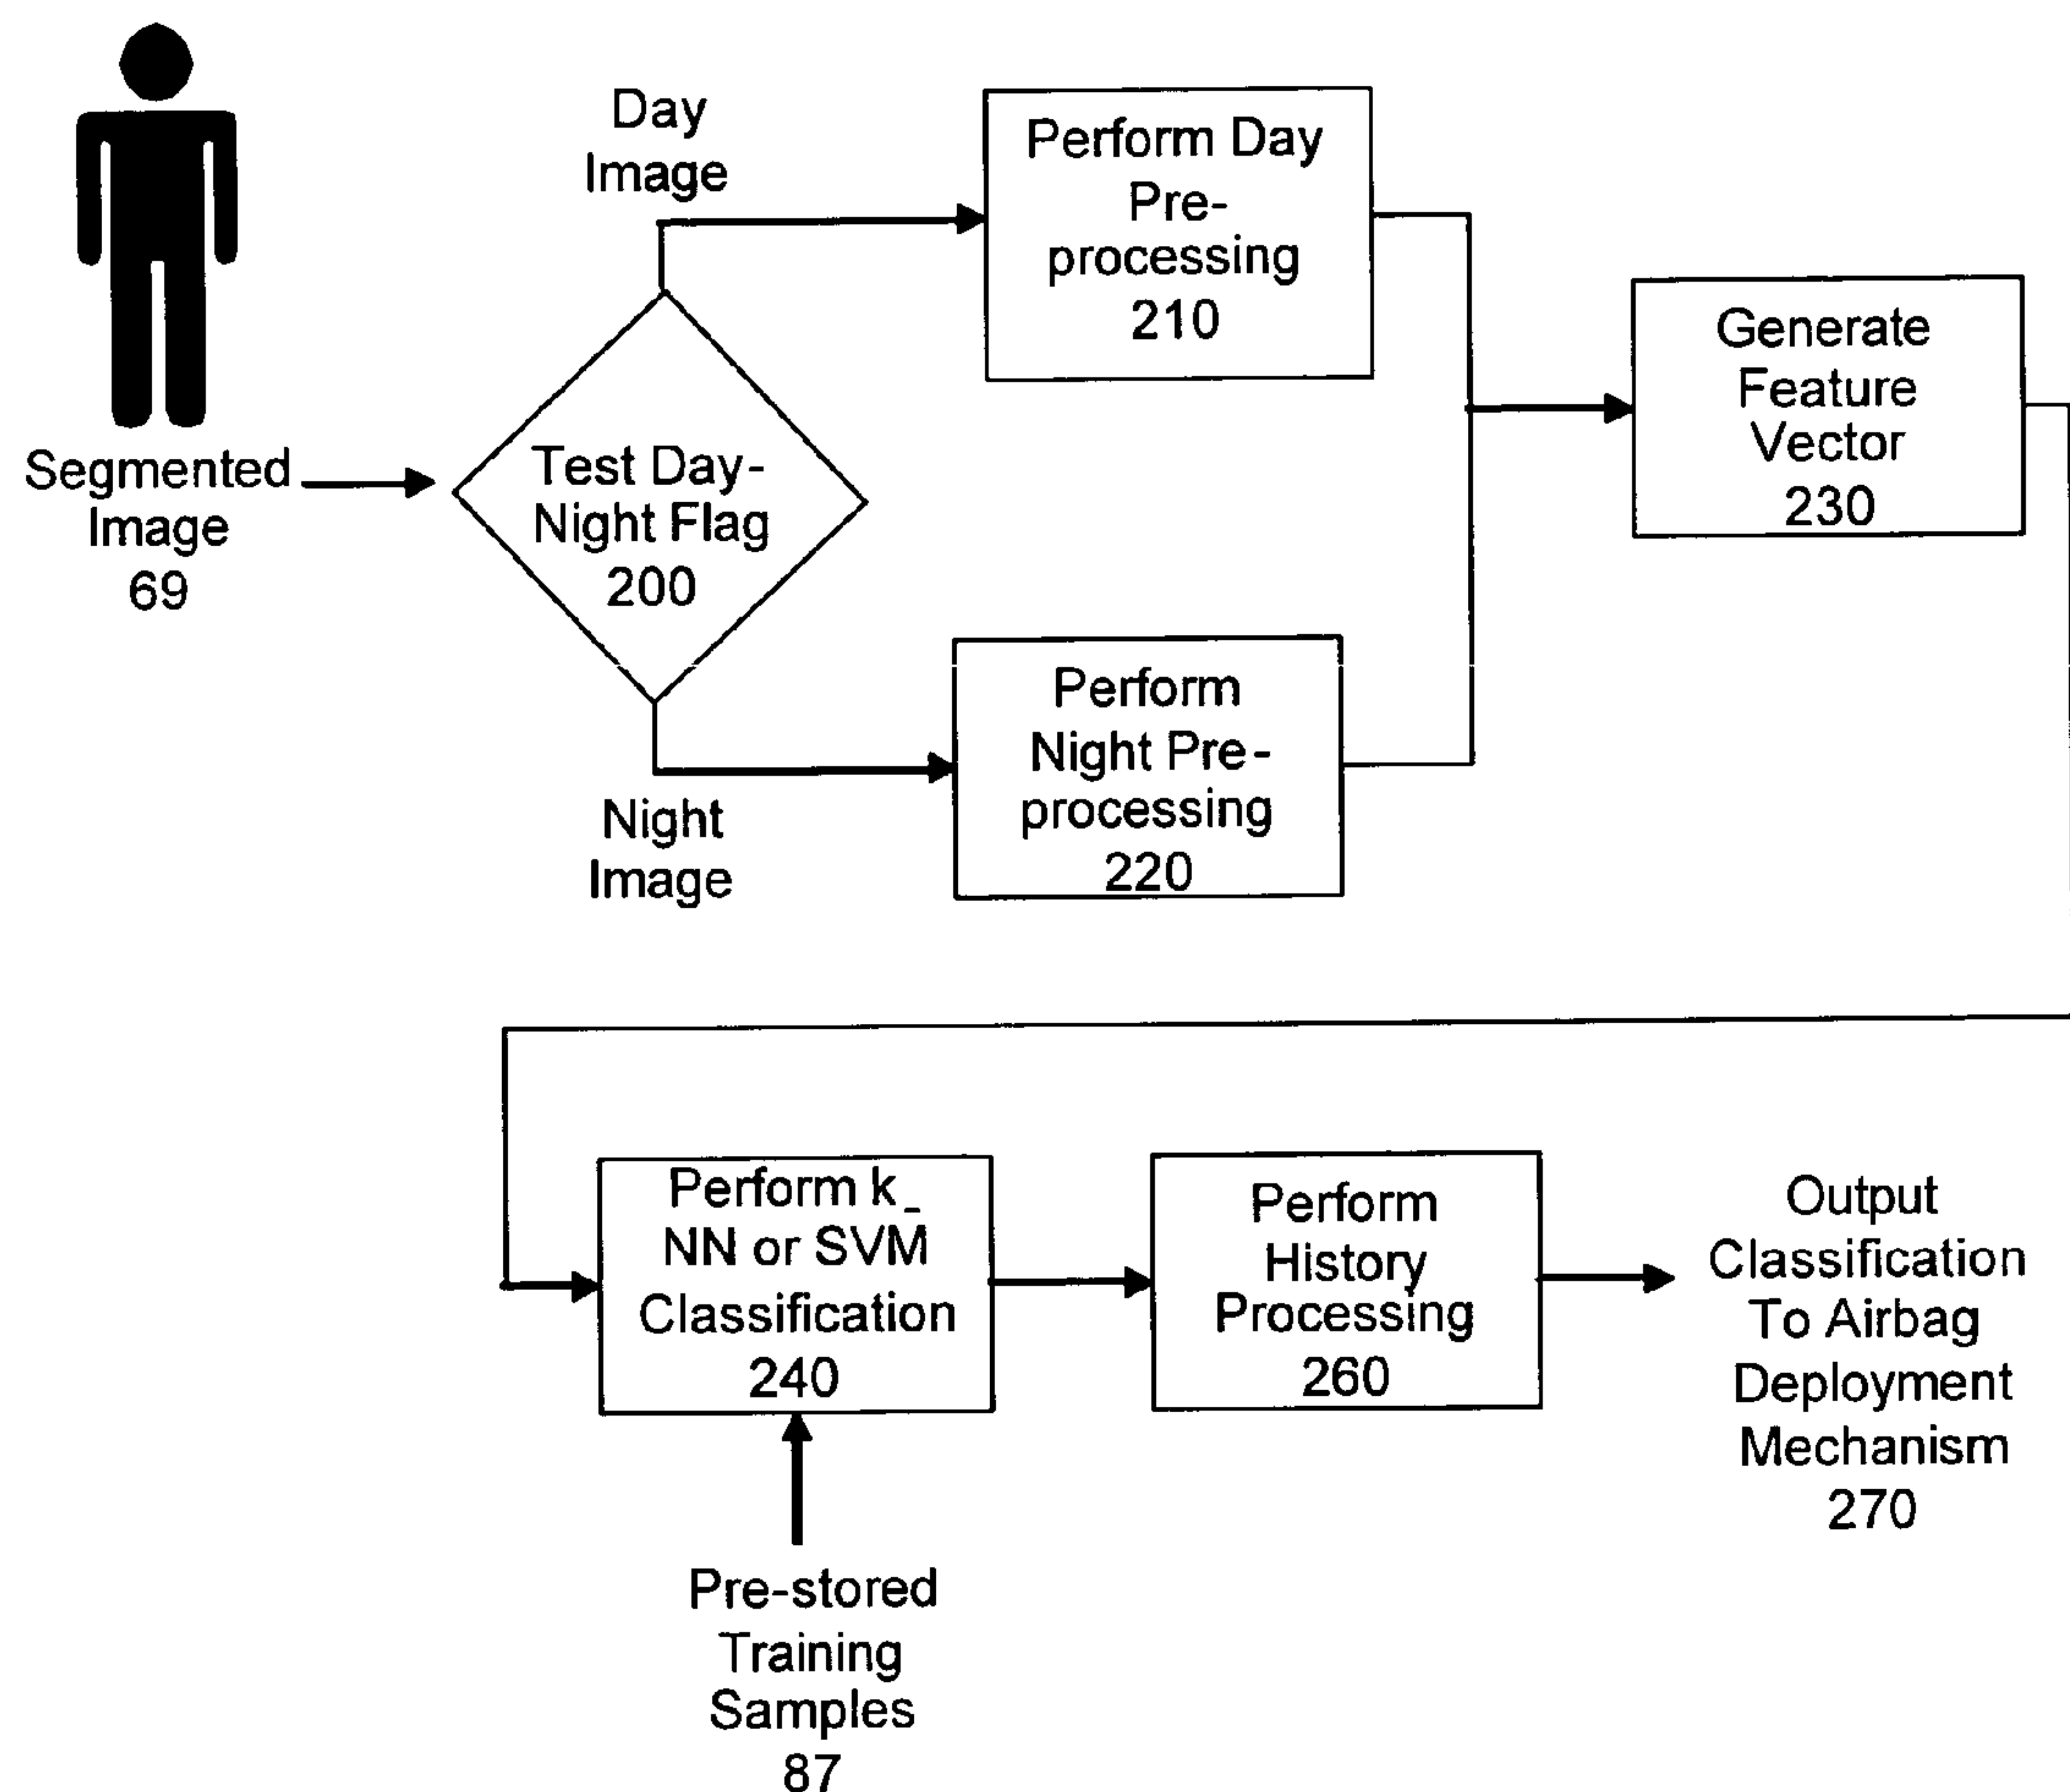 Segmented
Image
69
Day
Image
Test Day-
Night Flag
200
Night
Image
Perform Day
Pre-
processing
210
Perform
Night Pre-
processing
220
Generate
Feature
Vector
230
Perform k_
NN or SVM
Classification
240
Pre-stored
Training
Samples
87
Perform
History
Processing
260
Output
Classification
To Airbag
Deployment
Mechanism
270